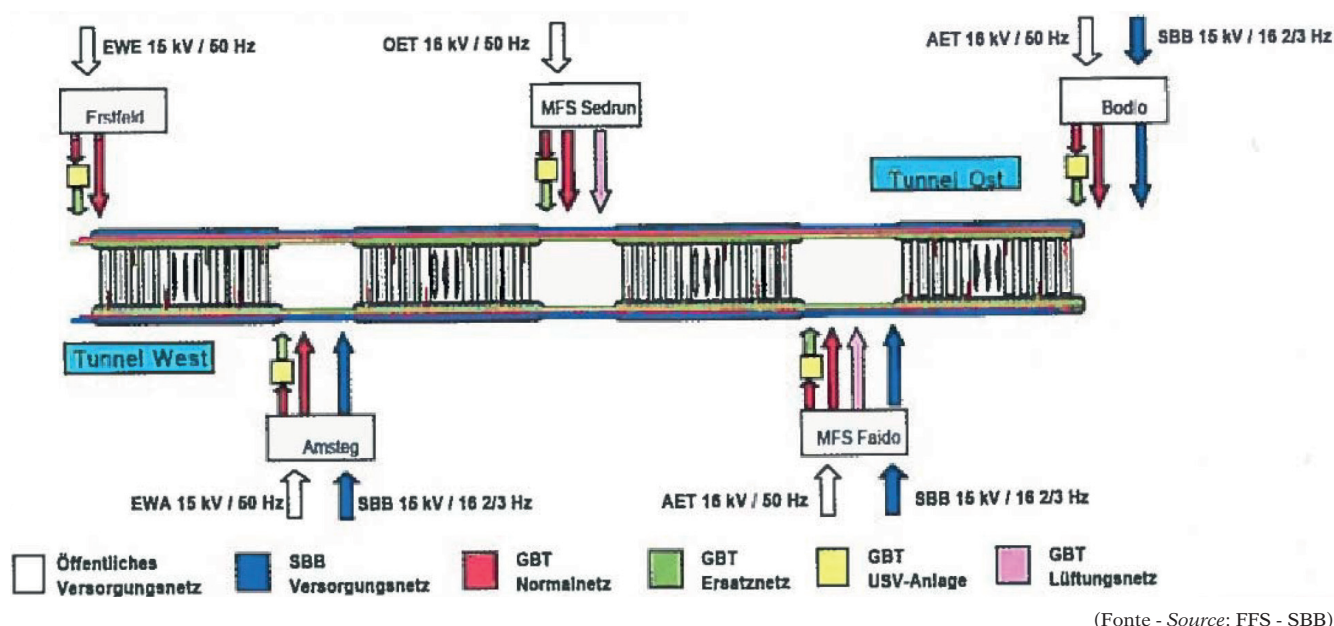 EWE 15 kV / 50 Hz
OET 16 kV / 50 Hz
AET 16 kV / 50 Hz
SBB 15 kV / 16 2/3 Hz
Erstfeld
MFS Sedrun
Bodio
Tunnel Ost
Tunnel West
Amsteg
MFS Faido
EWA 15 kV / 50 Hz
SBB 15 kV / 16 2/3 Hz
AET 16 kV / 50 Hz
SBB 15 kV / 16 2/3 Hz
Öffentliches
Versorgungsnetz
SBB
Versorgungsnetz
GBT
Normalnetz
GBT
Ersatznetz
GBT
USV-Anlage
GBT
Lüftungsnetz
(Fonte - Source: FFS - SBB)